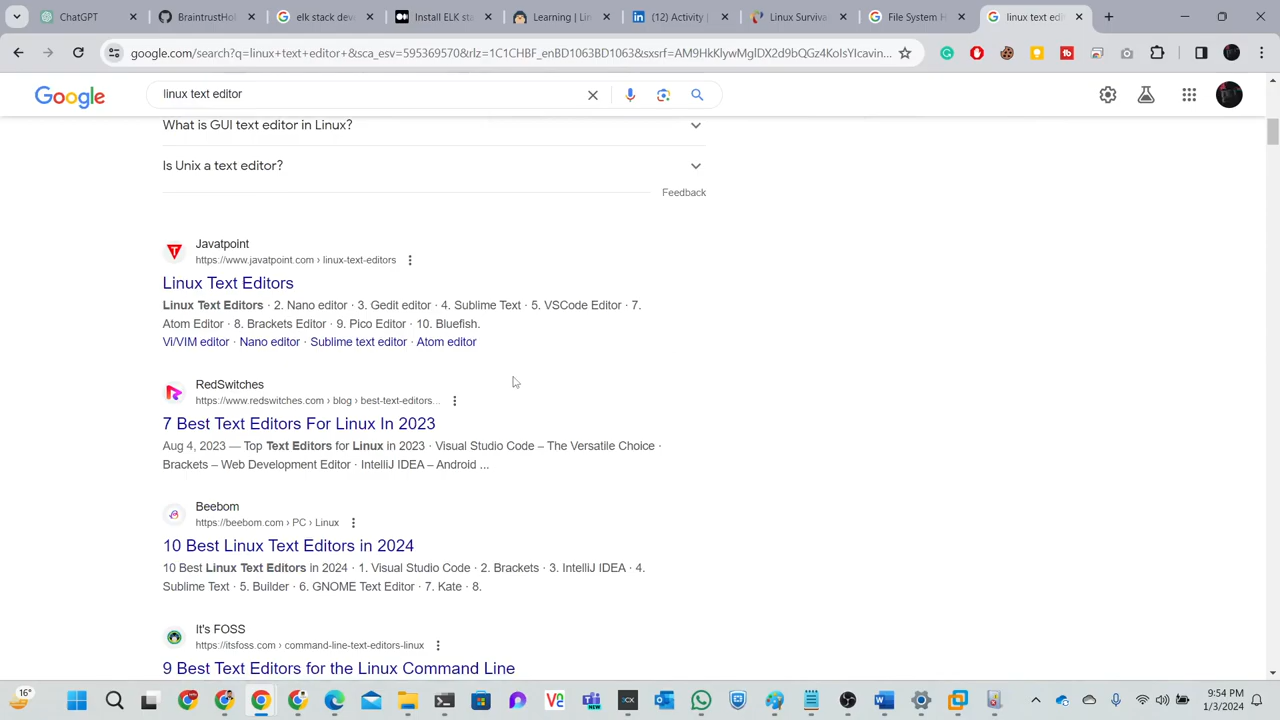 ChatGPT
Unix
elk stack
elk stack de
Install ELK sta
Learning | Lin
(12) Activity
Linux Surviva
File System H
linux text edit
google.com/search?q=linux+text+editor+&sca_esv=595369570&rlz=1C1CHBF_enBD1063BD1063&sxsrf=AM9HkKlywMglDX2d9bQGz4KoIsYIcavin...
Google
linux text editor
What is GUI text editor in Linux?
Is Unix a text editor?
Feedback
Javatpoint
https://www.javatpoint.com › linux-text-editors
Linux Text Editors
Linux Text Editors · 2. Nano editor · 3. Gedit editor · 4. Sublime Text · 5. VSCode Editor · 7.
Atom Editor · 8. Brackets Editor · 9. Pico Editor · 10. Bluefish.
Vi/VIM editor · Nano editor · Sublime text editor · Atom editor
RedSwitches
https://www.redswitches.com › blog › best-text-editors...
7 Best Text Editors For Linux In 2023
Aug 4, 2023 — Top Text Editors for Linux in 2023 · Visual Studio Code – The Versatile Choice ·
Brackets – Web Development Editor · IntelliJ IDEA – Android ...
Beebom
https://beebom.com › PC › Linux
10 Best Linux Text Editors in 2024
10 Best Linux Text Editors in 2024 · 1. Visual Studio Code · 2. Brackets · 3. IntelliJ IDEA · 4.
Sublime Text · 5. Builder · 6. GNOME Text Editor · 7. Kate · 8.
It's FOSS
https://itsfoss.com › command-line-text-editors-linux
9 Best Text Editors for the Linux Command Line
16°
9:54 PM
1/3/2024